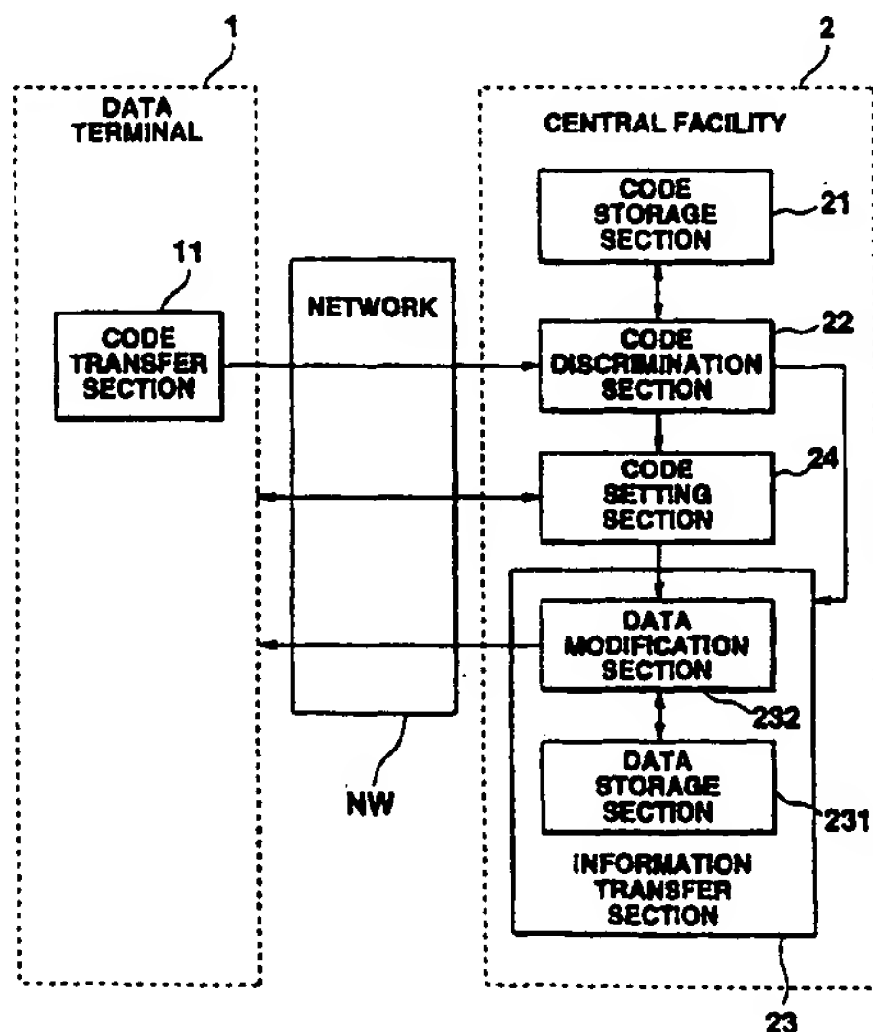 1
DATA
TERMINAL
11
CODE
TRANSFER
SECTION
NETWORK
NW
2
CENTRAL FACILITY
CODE
STORAGE
SECTION
21
CODE
DISCRIMINATION
SECTION
22
CODE
SETTING
SECTION
24
DATA
MODIFICATION
SECTION
232
DATA
STORAGE
SECTION
231
INFORMATION
TRANSFER
SECTION
23